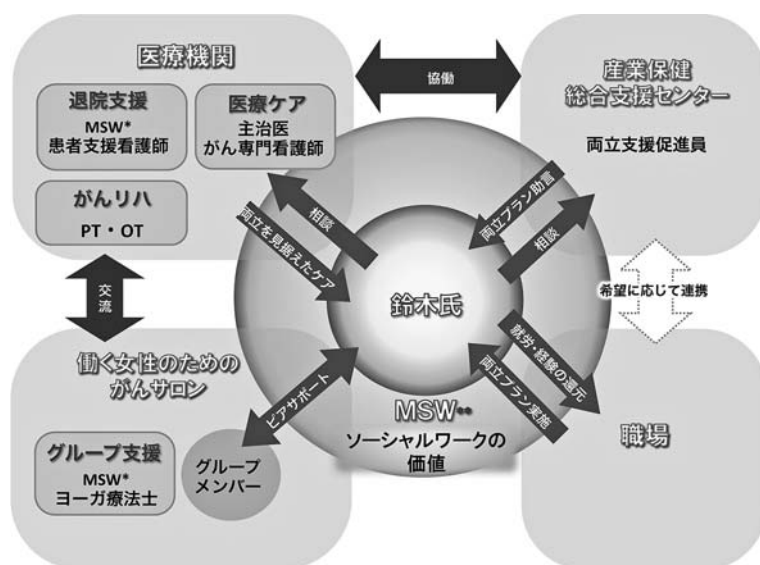 医療機関
退院支援
MSW*
患者支援看護師
医療ケア
主治医
がん専門看護師
がんリハ
PT・OT
協働
産業保健
総合支援センター
両立支援促進員
相談
両立を見据えたケア
両立プラン助言
相談
交流
希望に応じて連携
鈴木氏
働く女性のための
がんサロン
ピアサポート
就労・経験の還元
両立プラン実施
MSW**
ソーシャルワークの
価値
職場
グループ支援
MSW*
ヨーガ療法士
グループ
メンバー